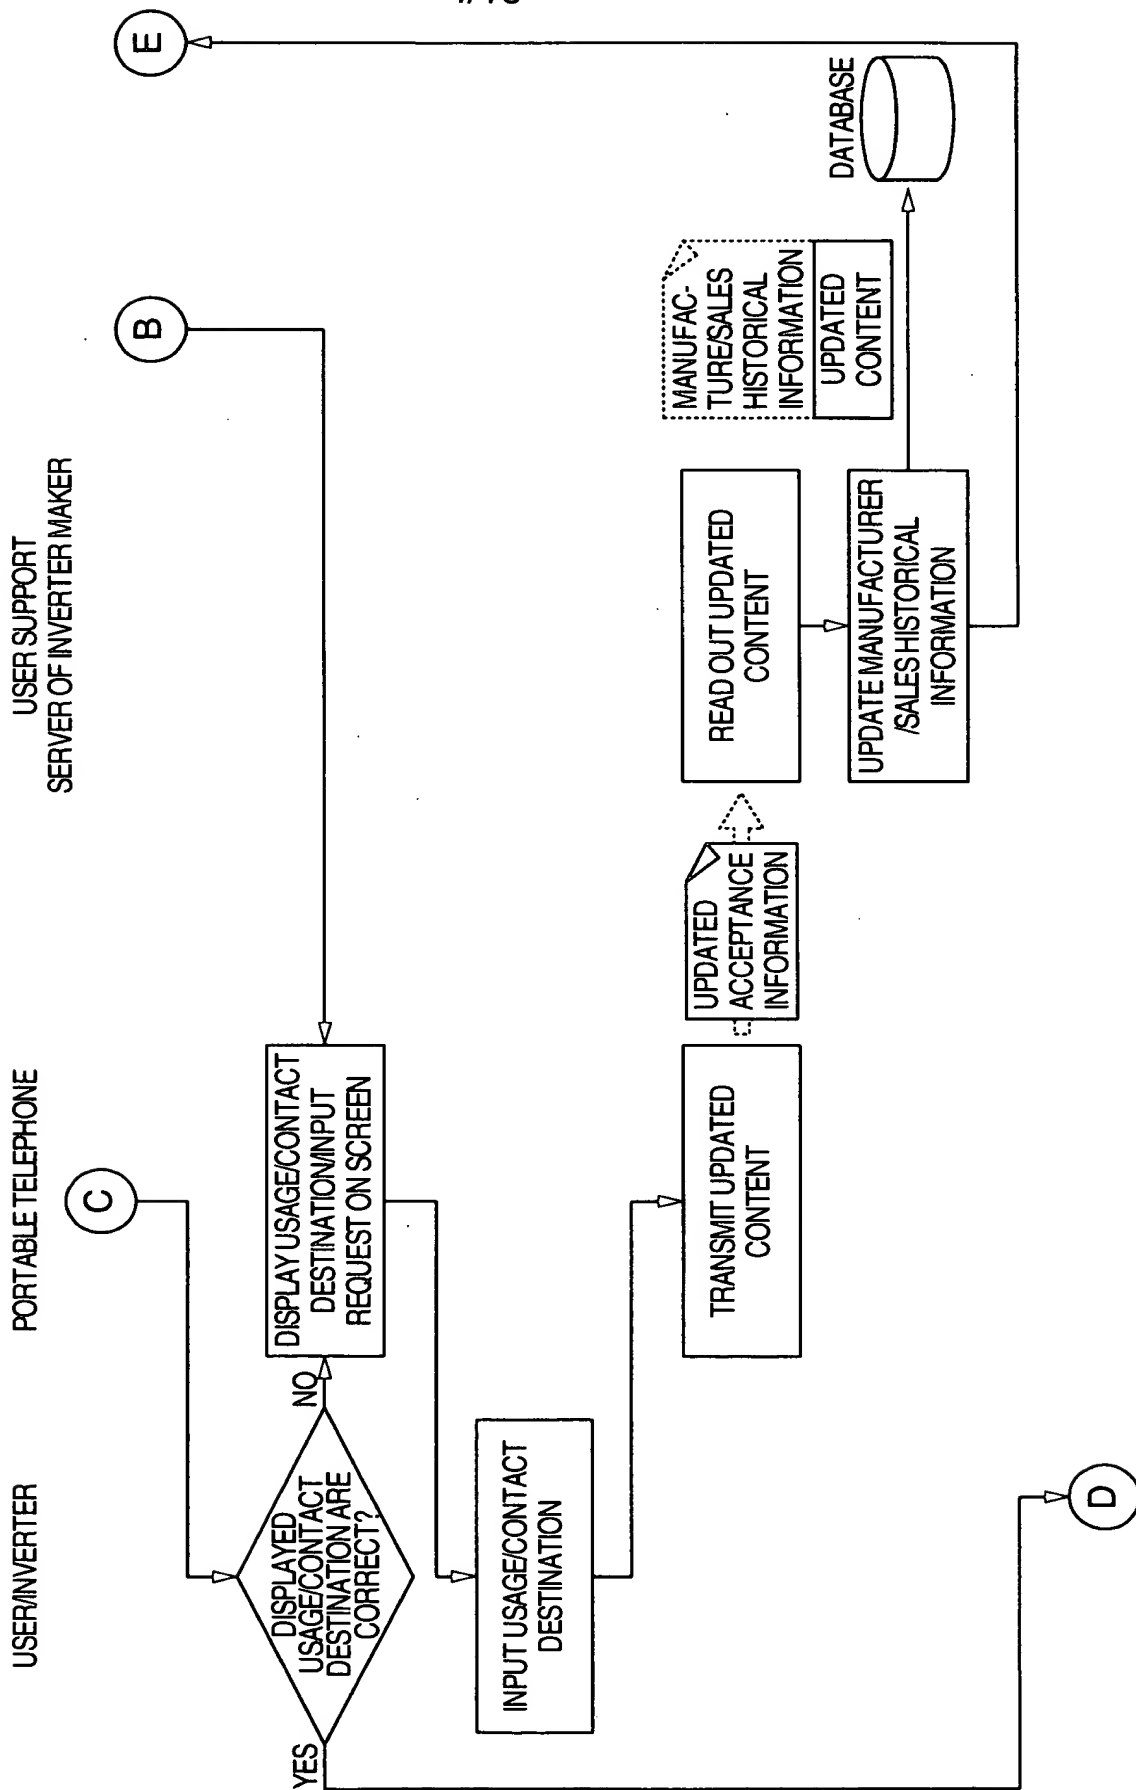 USER/INVERTER
PORTABLE TELEPHONE
USER SUPPORT
SERVER OF INVERTER MAKER
C
B
E
DISPLAYED
USAGE/CONTACT
DESTINATION ARE
CORRECT?
YES
NO
DISPLAY USAGE/CONTACT
DESTINATION/INPUT
REQUEST ON SCREEN
INPUT USAGE/CONTACT
DESTINATION
TRANSMIT UPDATED
CONTENT
UPDATED
ACCEPTANCE
INFORMATION
READ OUT UPDATED
CONTENT
MANUFAC-
TURE/SALES
HISTORICAL
INFORMATION
UPDATED
CONTENT
UPDATE MANUFACTURER
/SALES HISTORICAL
INFORMATION
DATABASE
D